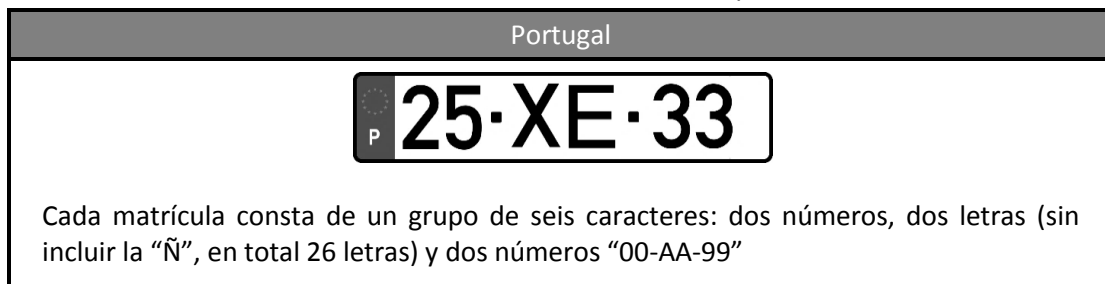 Portugal
P 25·XE·33
Cada matrícula consta de un grupo de seis caracteres: dos números, dos letras (sin
incluir la “Ñ”, en total 26 letras) y dos números “00-AA-99”